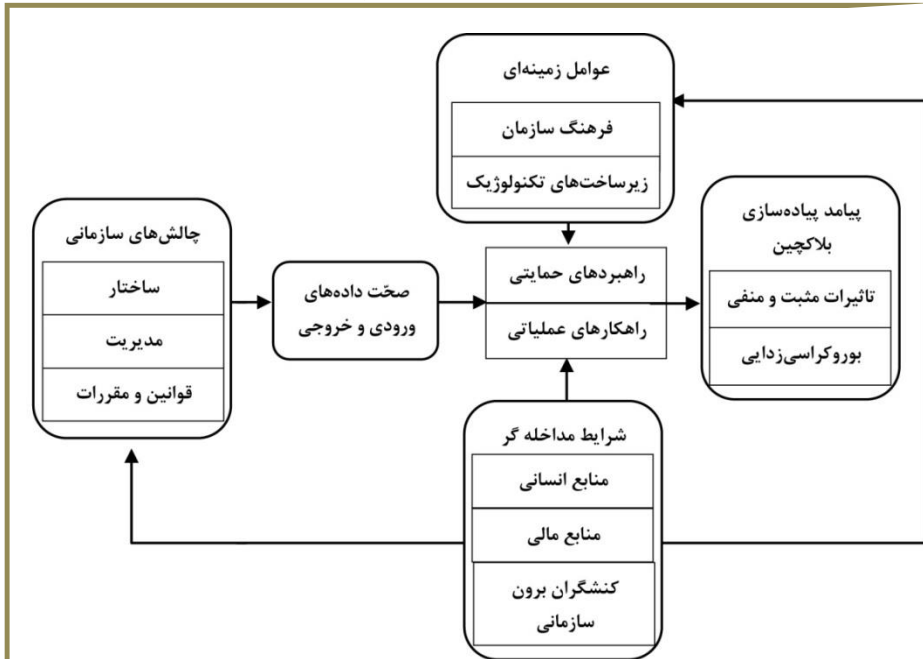 عوامل زمینه‌ای
فرهنگ سازمان
زیرساخت‌های تکنولوژیک
چالش‌های سازمانی
ساختار
مدیریت
قوانین و مقررات
صحّت داده‌های
ورودی و خروجی
راهبردهای حمایتی
راهکارهای عملیاتی
پیامد پیاده‌سازی
بلاکچین
تاثیرات مثبت و منفی
بوروکراسی‌زدایی
شرایط مداخله گر
منابع انسانی
منابع مالی
کنشگران برون
سازمانی